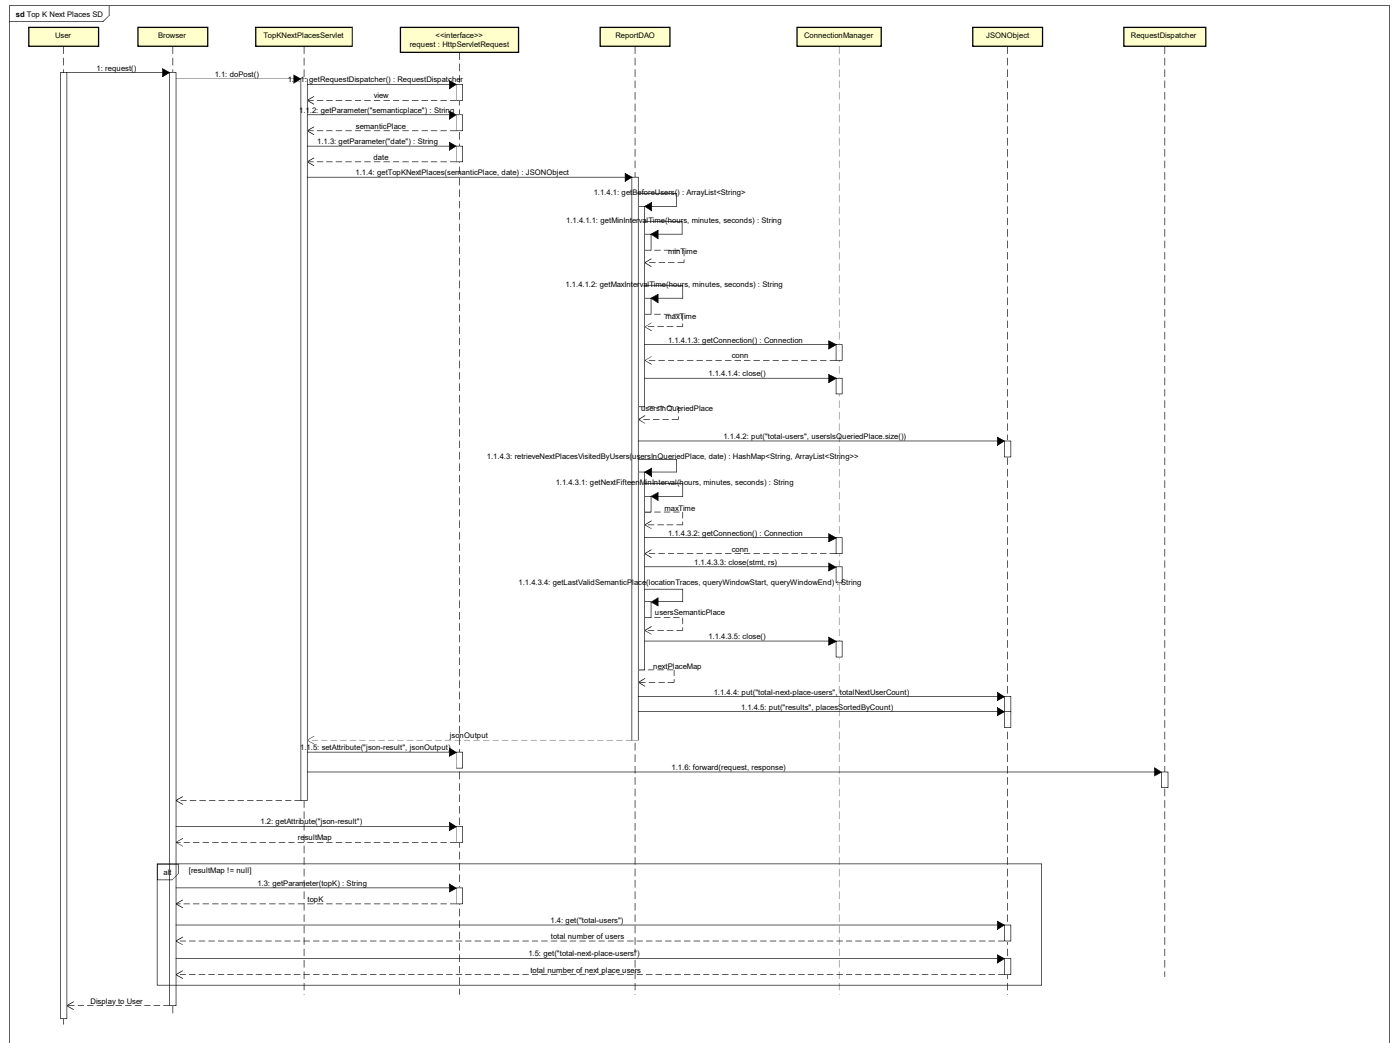 sd Top K Next Places SD
User
Browser
TopKNextPlacesServlet
<<interface>>
request : HttpServletRequest
ReportDAO
ConnectionManager
JSONObject
RequestDispatcher
1: request()
1.1: doPost()
getRequestDispatcher() : RequestDispatcher
view
1.1.2: getParameter("semanticplace") : String
semanticPlace
1.1.3: getParameter("date") : String
date
1.1.4: getTopKNextPlaces(semanticPlace, date) : JSONObject
1.1.4.1: getBeforeUsers() : ArrayList<String>
1.1.4.1.1: getMinIntervalTime(hours, minutes, seconds) : String
minTime
1.1.4.1.2: getMaxIntervalTime(hours, minutes, seconds) : String
maxTime
1.1.4.1.3: getConnection() : Connection
conn
1.1.4.1.4: close()
usersInQueriedPlace
1.1.4.2: put("total-users", usersIsQueriedPlace.size())
1.1.4.3: retrieveNextPlacesVisitedByUsers(usersInQueriedPlace, date) : HashMap<String, ArrayList<String>>
1.1.4.3.1: getNextFifteenMinInterval(hours, minutes, seconds) : String
maxTime
1.1.4.3.2: getConnection() : Connection
conn
1.1.4.3.3: close(stmt, rs)
1.1.4.3.4: getLastValidSemanticPlace(locationTraces, queryWindowStart, queryWindowEnd) : String
usersSemanticPlace
1.1.4.3.5: close()
nextPlaceMap
1.1.4.4: put("total-next-place-users", totalNextUserCount)
1.1.4.5: put("results", placesSortedByCount)
jsonOutput
1.1.5: setAttribute("json-result", jsonOutput)
1.1.6: forward(request, response)
1.2: getAttribute("json-result")
resultMap
alt
[resultMap != null]
1.3: getParameter(topK) : String
topK
1.4: get("total-users")
total number of users
1.5: get("total-next-place-users")
total number of next place users
Display to User